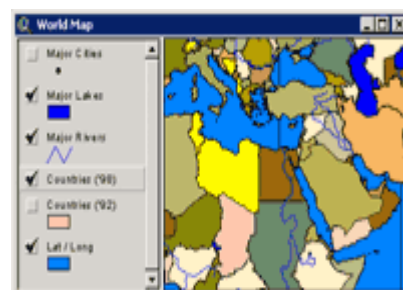 World Map
Major Cities
Major Lakes
Major Rivers
Countries ('98)
Countries ('92)
Lat / Long